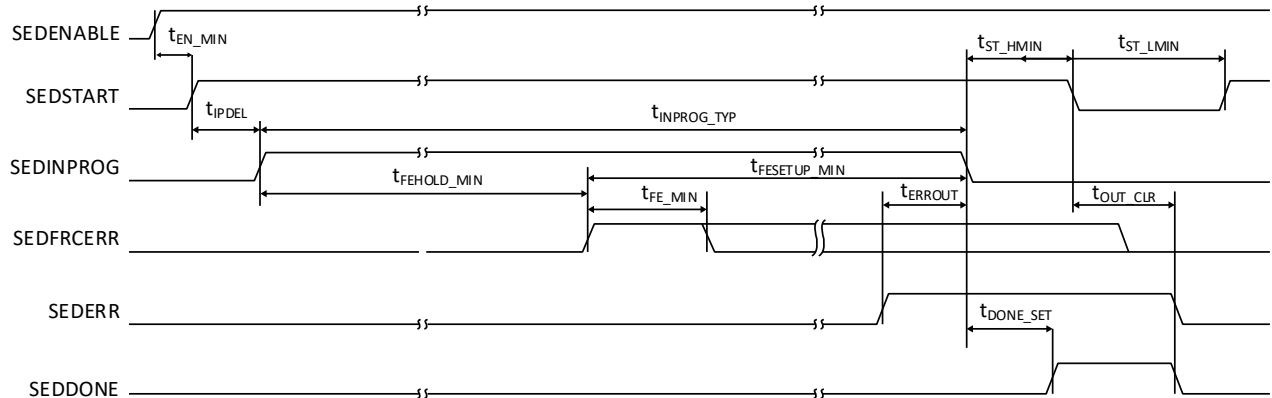 SEDENABLE
tEN_MIN
tST_HMIN
tST_LMIN
SEDSTART
tIPDEL
tINPROG_TYP
SEDINPROG
tFEHOLD_MIN
tFESETUP_MIN
tFE_MIN
tERROUT
tOUT_CLR
SEDFRCERR
SEDERR
tDONE_SET
SEDDONE